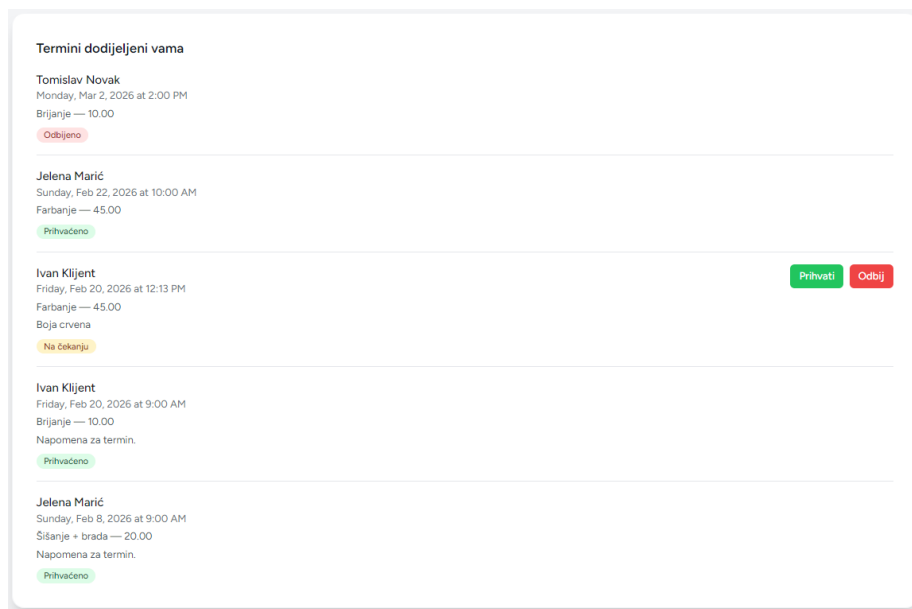 Termini dodijeljeni vama
Tomislav Novak
Monday, Mar 2, 2026 at 2:00 PM
Brijanje — 10.00
Odbijeno
Jelena Marić
Sunday, Feb 22, 2026 at 10:00 AM
Farbanje — 45.00
Prihvaćeno
Ivan Klijent
Prihvati Odbij
Friday, Feb 20, 2026 at 12:13 PM
Farbanje — 45.00
Boja crvena
Na čekanju
Ivan Klijent
Friday, Feb 20, 2026 at 9:00 AM
Brijanje — 10.00
Napomena za termin.
Prihvaćeno
Jelena Marić
Sunday, Feb 8, 2026 at 9:00 AM
Šišanje + brada — 20.00
Napomena za termin.
Prihvaćeno